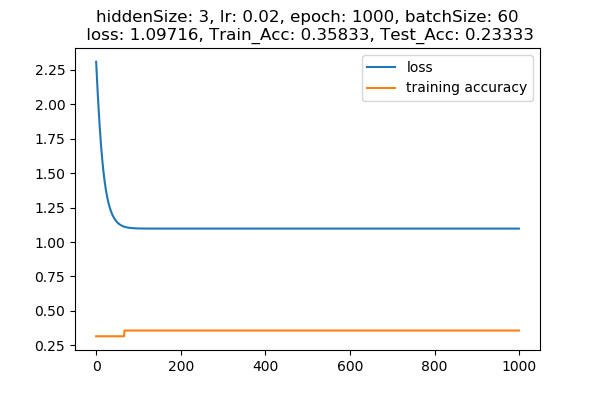 hiddenSize: 3, lr: 0.02, epoch: 1000, batchSize: 60
loss: 1.09716, Train_Acc: 0.35833, Test_Acc: 0.23333
loss
training accuracy
2.25
2.00
1.75
1.50
1.25
1.00
0.75
0.50
0.25
0 200 400 600 800 1000